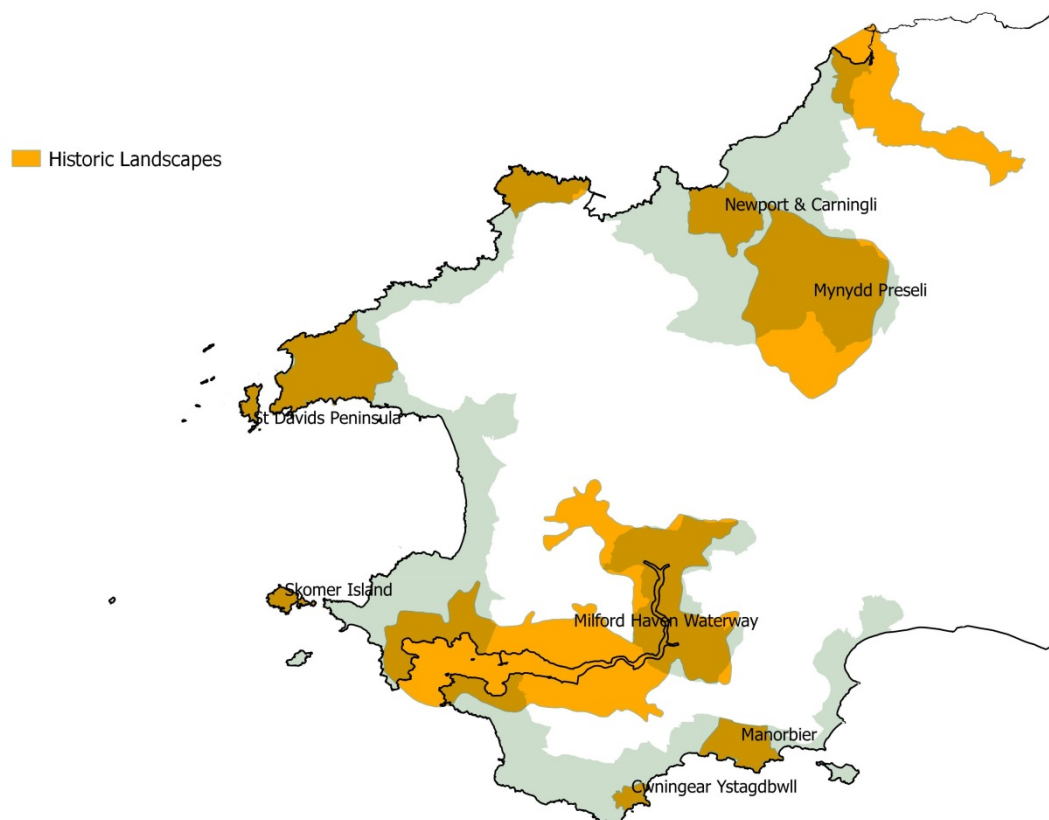 Historic Landscapes
Newport & Carningli
Mynydd Preseli
St Davids Peninsula
Skomer Island
Milford Haven Waterway
Manorbier
Cwningear Ystagdbwll